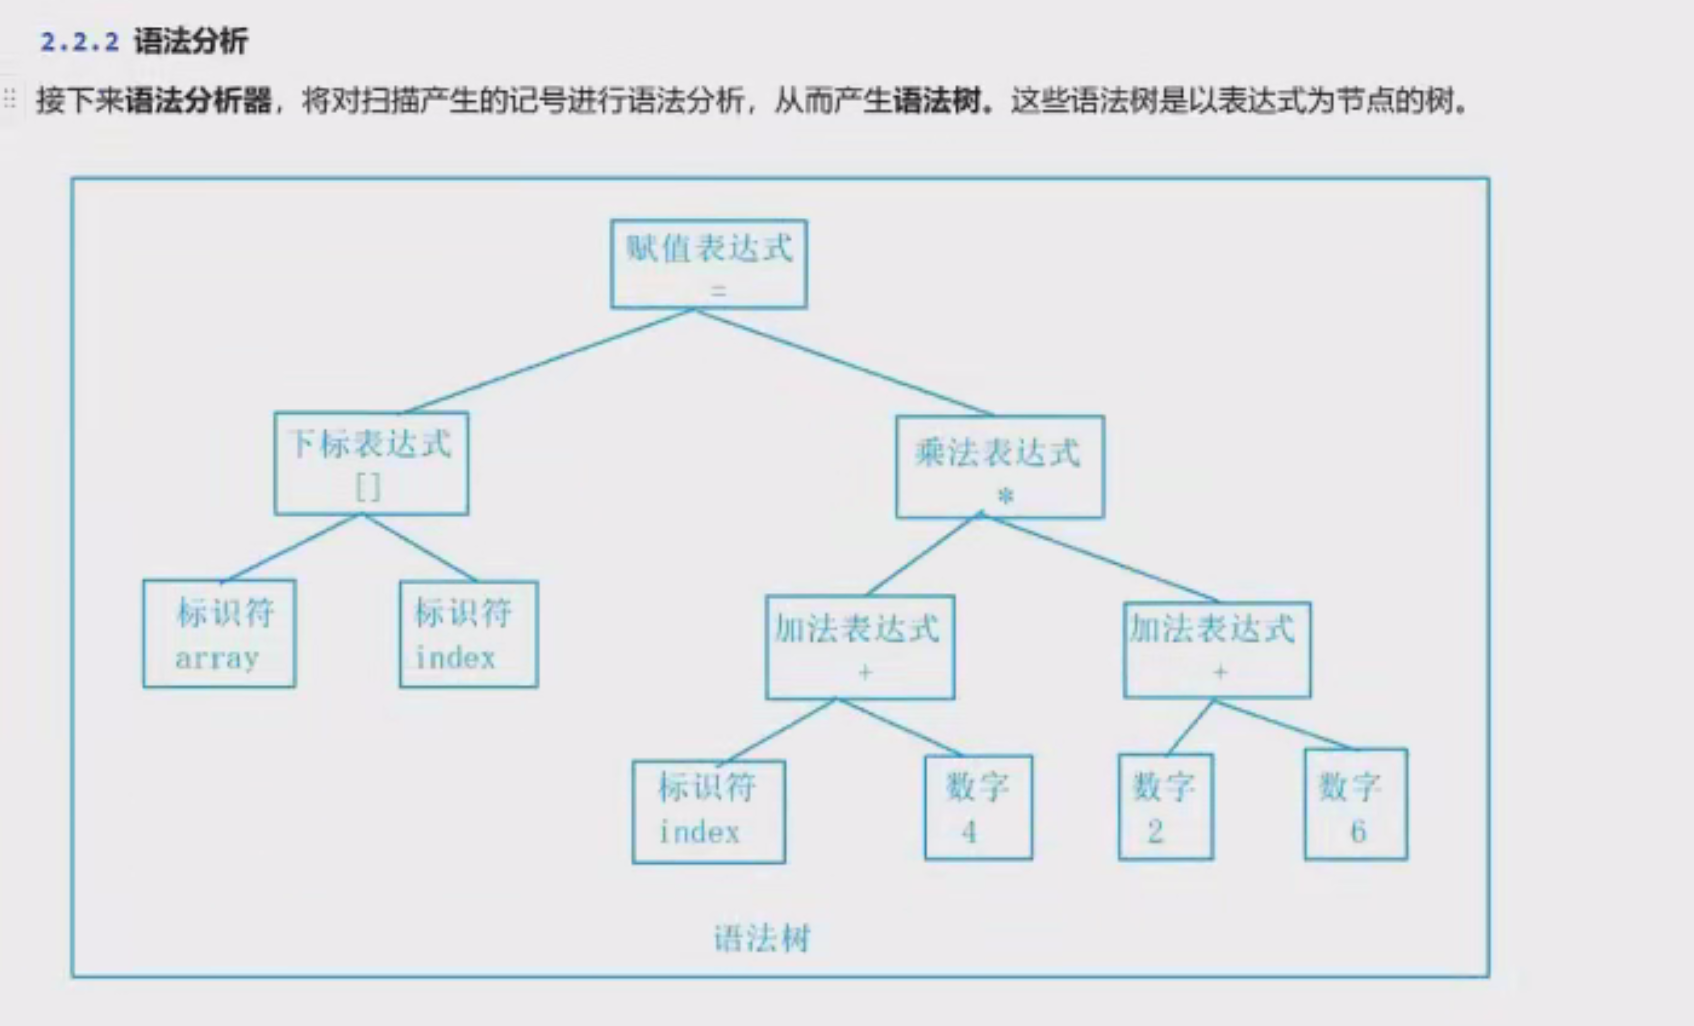 2.2.2 语法分析
接下来语法分析器，将对扫描产生的记号进行语法分析，从而产生语法树。这些语法树是以表达式为节点的树。
赋值表达式
=
下标表达式
[]
乘法表达式
*
标识符
array
标识符
index
加法表达式
+
加法表达式
+
标识符
index
数字
4
数字
2
数字
6
语法树